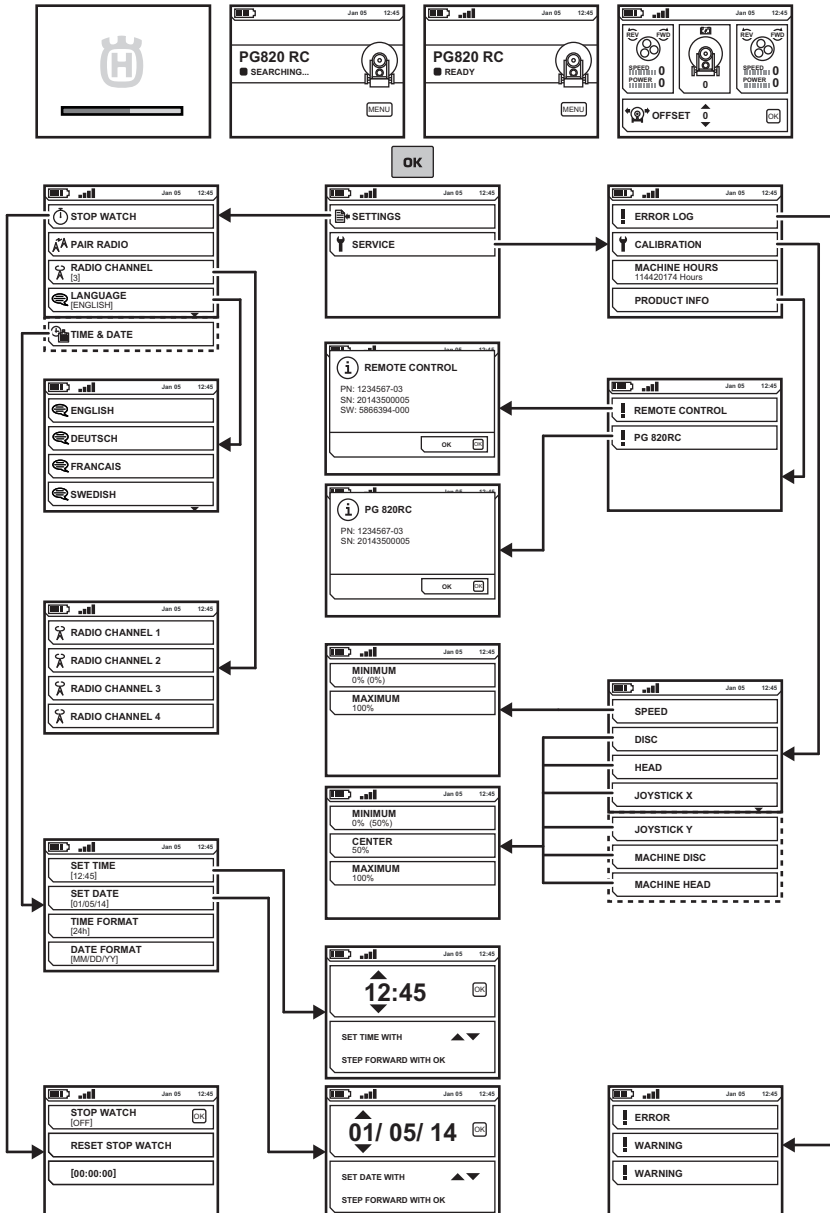 Jan 05 12:45
PG820 RC
SEARCHING...
MENU
Jan 05 12:45
PG820 RC
READY
MENU
Jan 05 12:45
REV FWD
SPEED 0
POWER 0
0
REV FWD
SPEED 0
POWER 0
OFFSET 0
OK
OK
Jan 05 12:45
STOP WATCH
PAIR RADIO
RADIO CHANNEL
[3]
LANGUAGE
[ENGLISH]
TIME & DATE
Jan 05 12:45
SETTINGS
SERVICE
Jan 05 12:45
ERROR LOG
CALIBRATION
MACHINE HOURS
114420174 Hours
PRODUCT INFO
Jan 05 12:45
ENGLISH
DEUTSCH
FRANCAIS
SWEDISH
REMOTE CONTROL
PN: 1234567-03
SN: 20143500005
SW: 5866394-000
OK OK
Jan 05 12:45
REMOTE CONTROL
PG 820RC
PG 820RC
PN: 1234567-03
SN: 20143500005
OK OK
Jan 05 12:45
RADIO CHANNEL 1
RADIO CHANNEL 2
RADIO CHANNEL 3
RADIO CHANNEL 4
Jan 05 12:45
MINIMUM
0% (0%)
MAXIMUM
100%
Jan 05 12:45
SPEED
DISC
HEAD
JOYSTICK X
JOYSTICK Y
MACHINE DISC
MACHINE HEAD
Jan 05 12:45
MINIMUM
0% (50%)
CENTER
50%
MAXIMUM
100%
Jan 05 12:45
SET TIME
[12:45]
SET DATE
[01/05/14]
TIME FORMAT
[24h]
DATE FORMAT
[MM/DD/YY]
Jan 05 12:45
12:45
OK
SET TIME WITH
STEP FORWARD WITH OK
Jan 05 12:45
STOP WATCH
[OFF]
OK
RESET STOP WATCH
[00:00:00]
Jan 05 12:45
01/ 05/ 14
OK
SET DATE WITH
STEP FORWARD WITH OK
Jan 05 12:45
ERROR
WARNING
WARNING